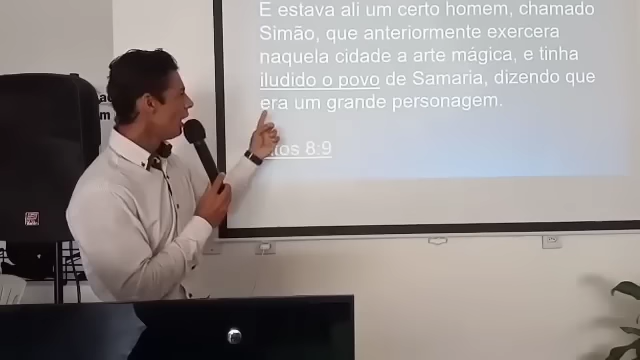 E estava ali um certo homem, chamado
Simão, que anteriormente exercera
naquela cidade a arte mágica, e tinha
iludido o povo de Samaria, dizendo que
era um grande personagem.
8:9